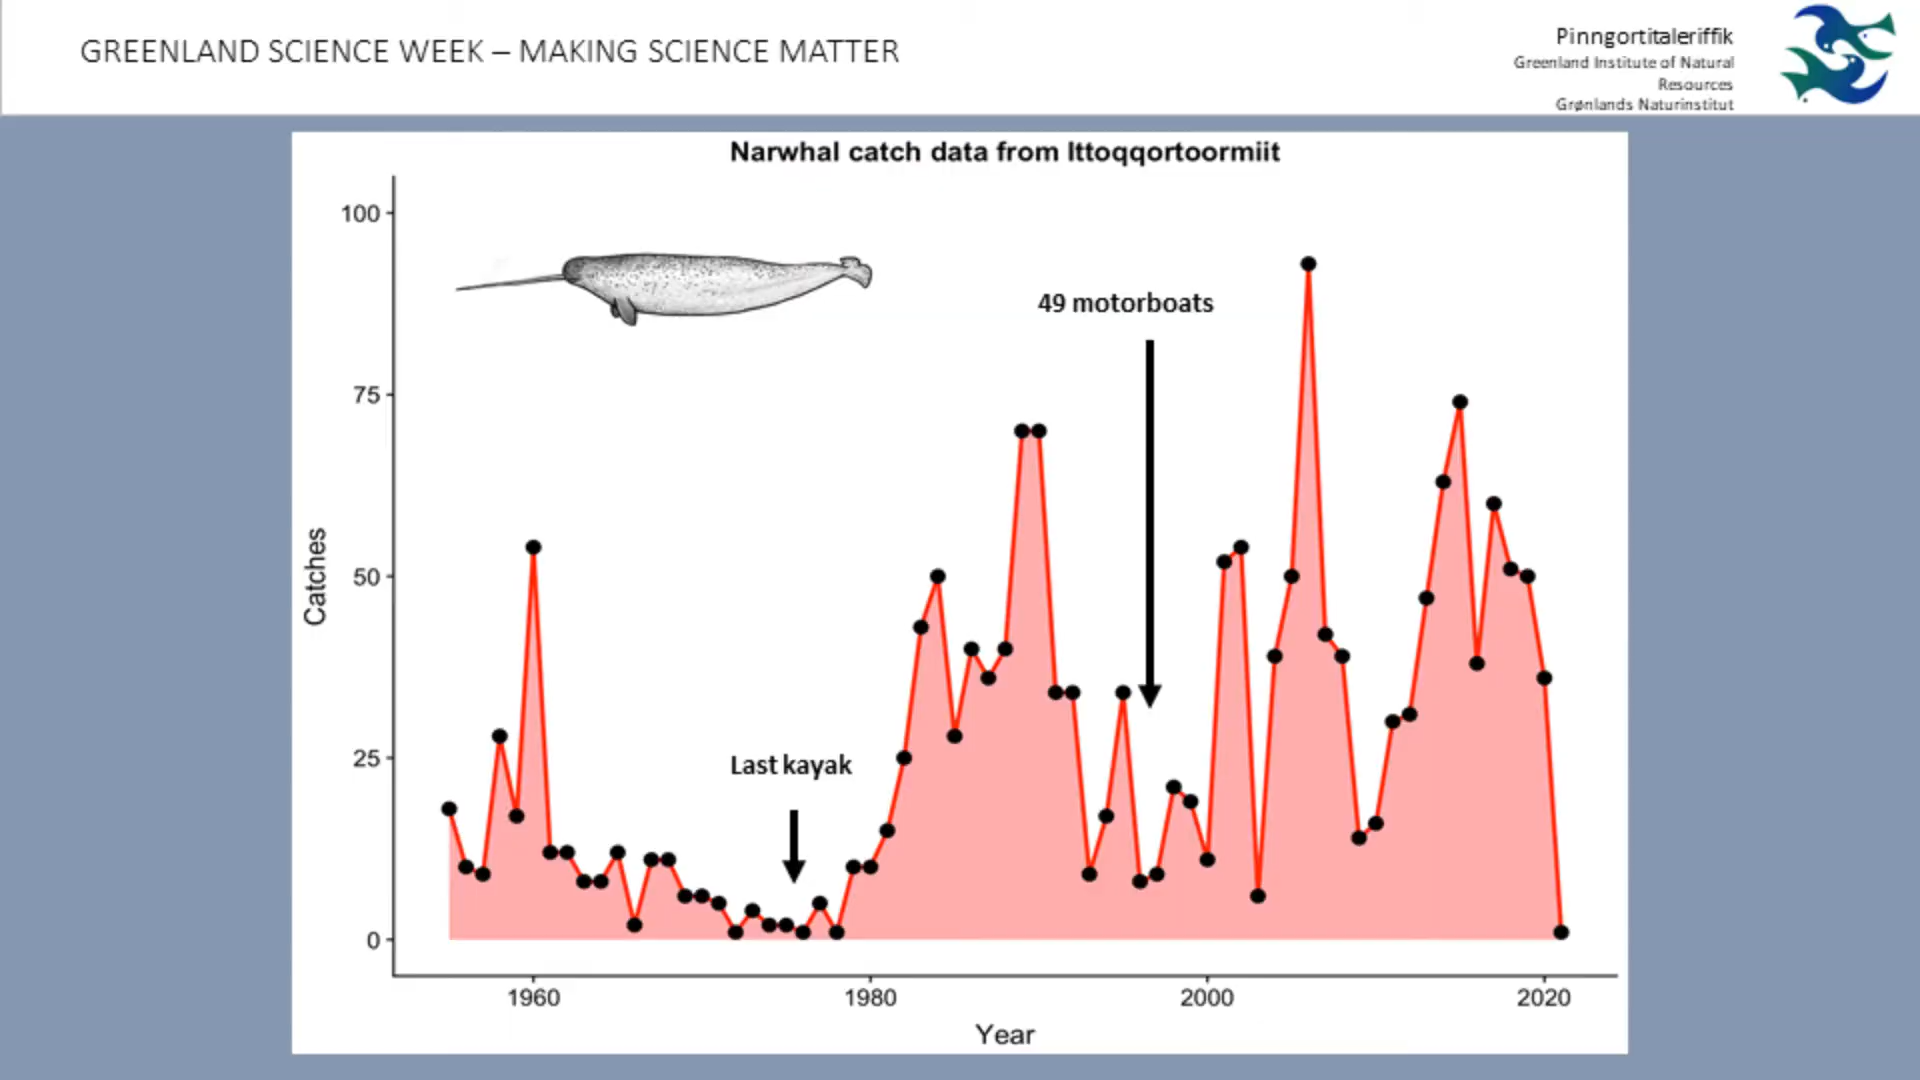 GREENLAND SCIENCE WEEK – MAKING SCIENCE MATTER
Pinngortitaleriffik
Greenland Institute of Natural
Resources
Grønlands Naturinstitut
Narwhal catch data from Ittoqqortoormiit
100
75
50
25
0
Catches
49 motorboats
Last kayak
1960
1980
2000
2020
Year